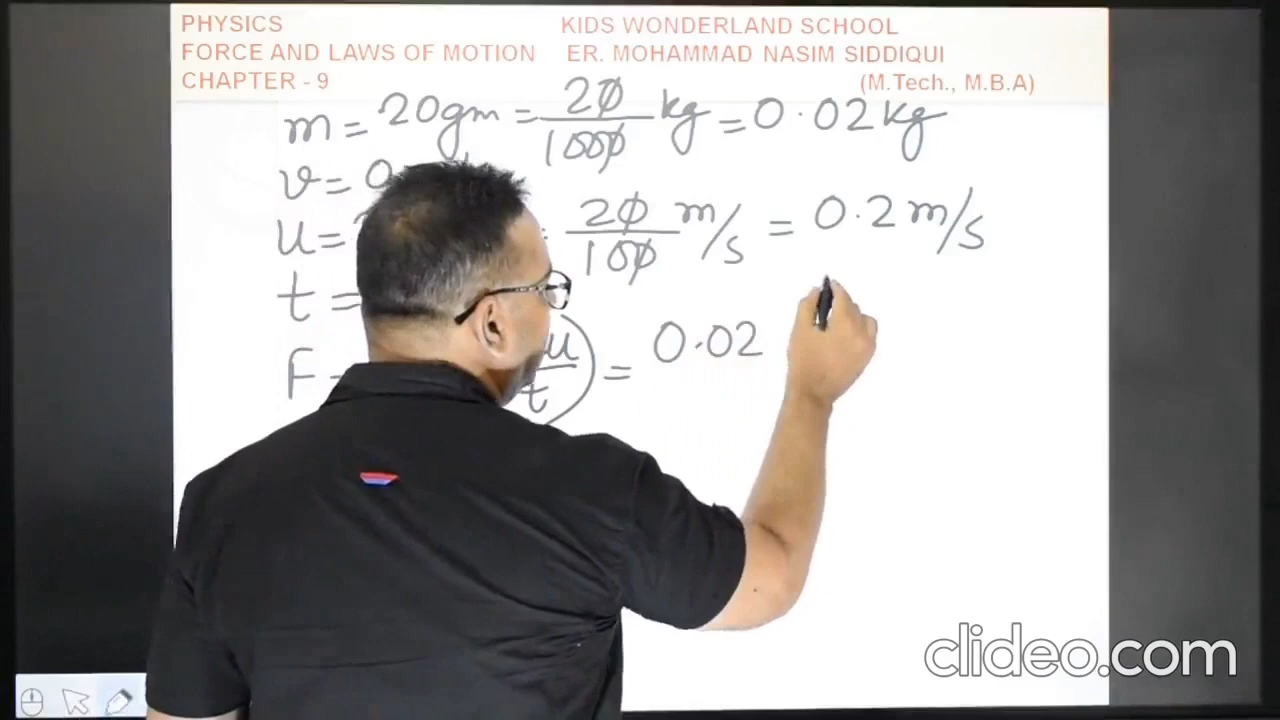 PHYSICS KIDS WONDERLAND SCHOOL
FORCE AND LAWS OF MOTION ER. MOHAMMAD NASIM SIDDIQUI
CHAPTER - 9 (M.Tech., M.B.A)
m = 20gm = 20/1000 kg = 0.02 kg
v = 0
u = 20/100 m/s = 0.2 m/s
t =
F = u/t) = 0.02
clideo.com